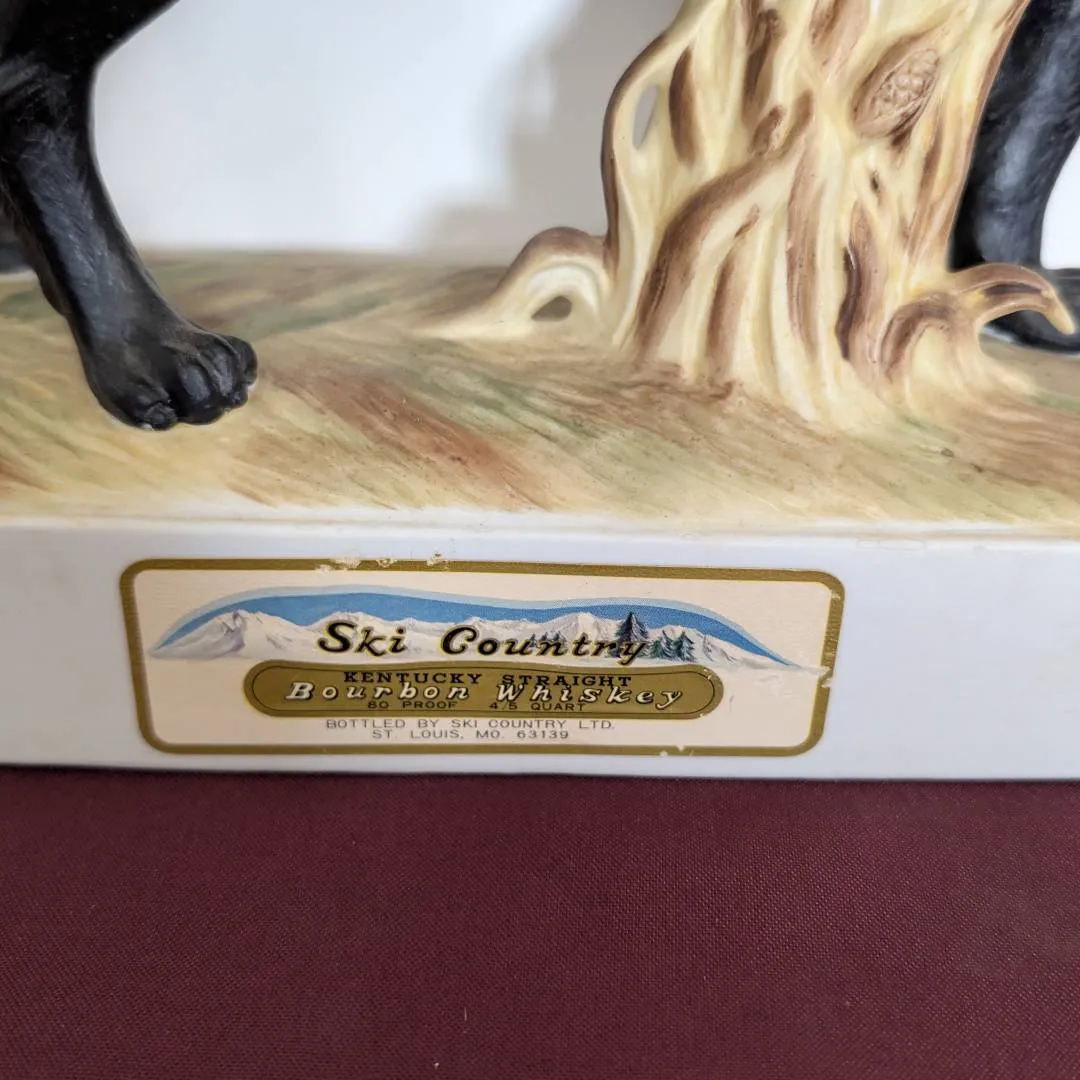 Ski Country
KENTUCKY STRAIGHT
Bourbon Whiskey
80 PROOF 4/5 QUART
BOTTLED BY SKI COUNTRY LTD.
ST. LOUIS, MO. 63139